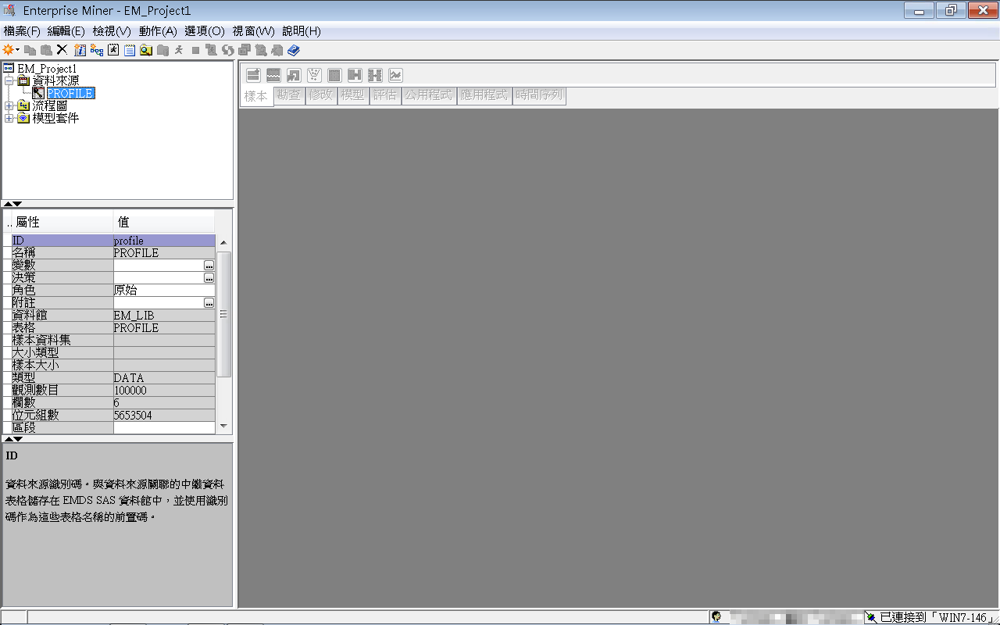 Enterprise Miner - EM_Project1
檔案(F) 編輯(E) 檢視(V) 動作(A) 選項(O) 視窗(W) 說明(H)
EM_Project1
資料來源
PROFILE
流程圖
模型套件
樣本 勘查 修改 模型 評估 公用程式 應用程式 時間序列
.. 屬性 值
ID profile
名稱 PROFILE
變數 ...
決策 ...
角色 原始
附註 ...
資料館 EM_LIB
表格 PROFILE
樣本資料集
大小類型
樣本大小
類型 DATA
觀測數目 100000
欄數 6
位元組數 5653504
區段
ID
資料來源識別碼。與資料來源關聯的中繼資料
表格儲存在 EMDS SAS 資料館中，並使用識別
碼作為這些表格名稱的前置碼。
已連接到「WIN7-146」